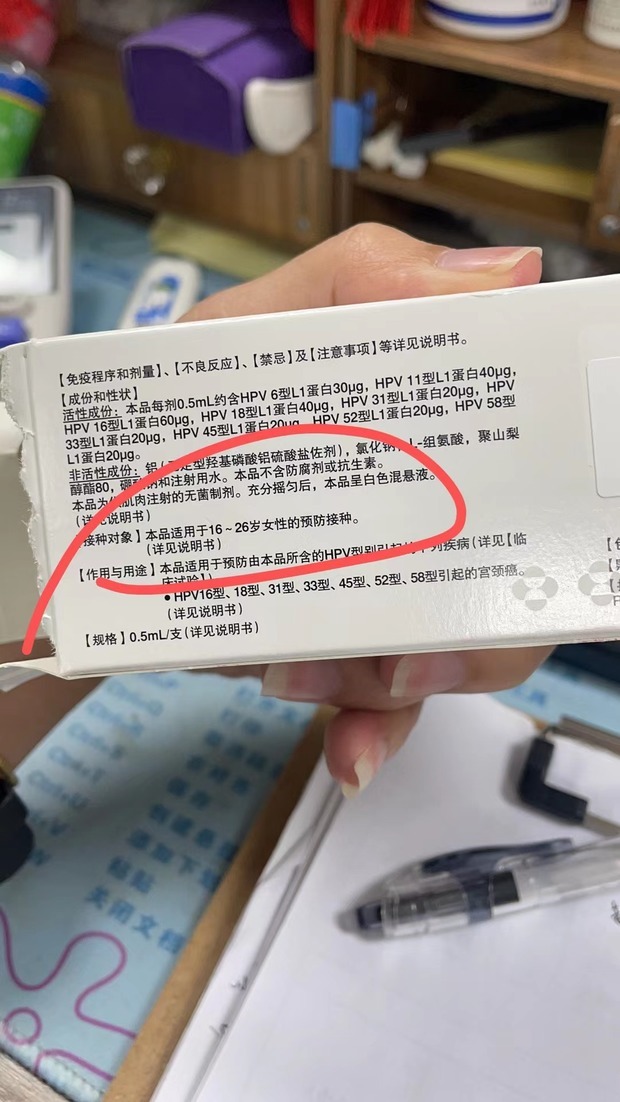 【免疫程序和剂量】、【不良反应】、【禁忌】及【注意事项】等详见说明书。
【成份和性状】
活性成份：本品每剂0.5mL约含HPV 6型L1蛋白30μg，HPV 11型L1蛋白40μg，
HPV 16型L1蛋白60μg，HPV 18型L1蛋白40μg，HPV 31型L1蛋白20μg，HPV
33型L1蛋白20μg，HPV 45型L1蛋白20μg，HPV 52型L1蛋白20μg，HPV 58型
L1蛋白20μg。
非活性成份：铝(定型羟基磷酸铝硫酸盐佐剂)，氯化钠，L-组氨酸，聚山梨
醇酯80，硼钠和注射用水。本品不含防腐剂或抗生素。
本品为供肌肉注射的无菌制剂。充分摇匀后，本品呈白色混悬液。
(详见说明书)
接种对象】本品适用于16～26岁女性的预防接种。
(详见说明书)
【作用与用途】本品适用于预防由本品所含的HPV型别引起的下列疾病(详见【临
床试验】)
●HPV16型、18型、31型、33型、45型、52型、58型引起的宫颈癌。
(详见说明书)
【规格】0.5mL/支(详见说明书)
Ctrl+T
Ctrl+U
粘贴
关闭文档